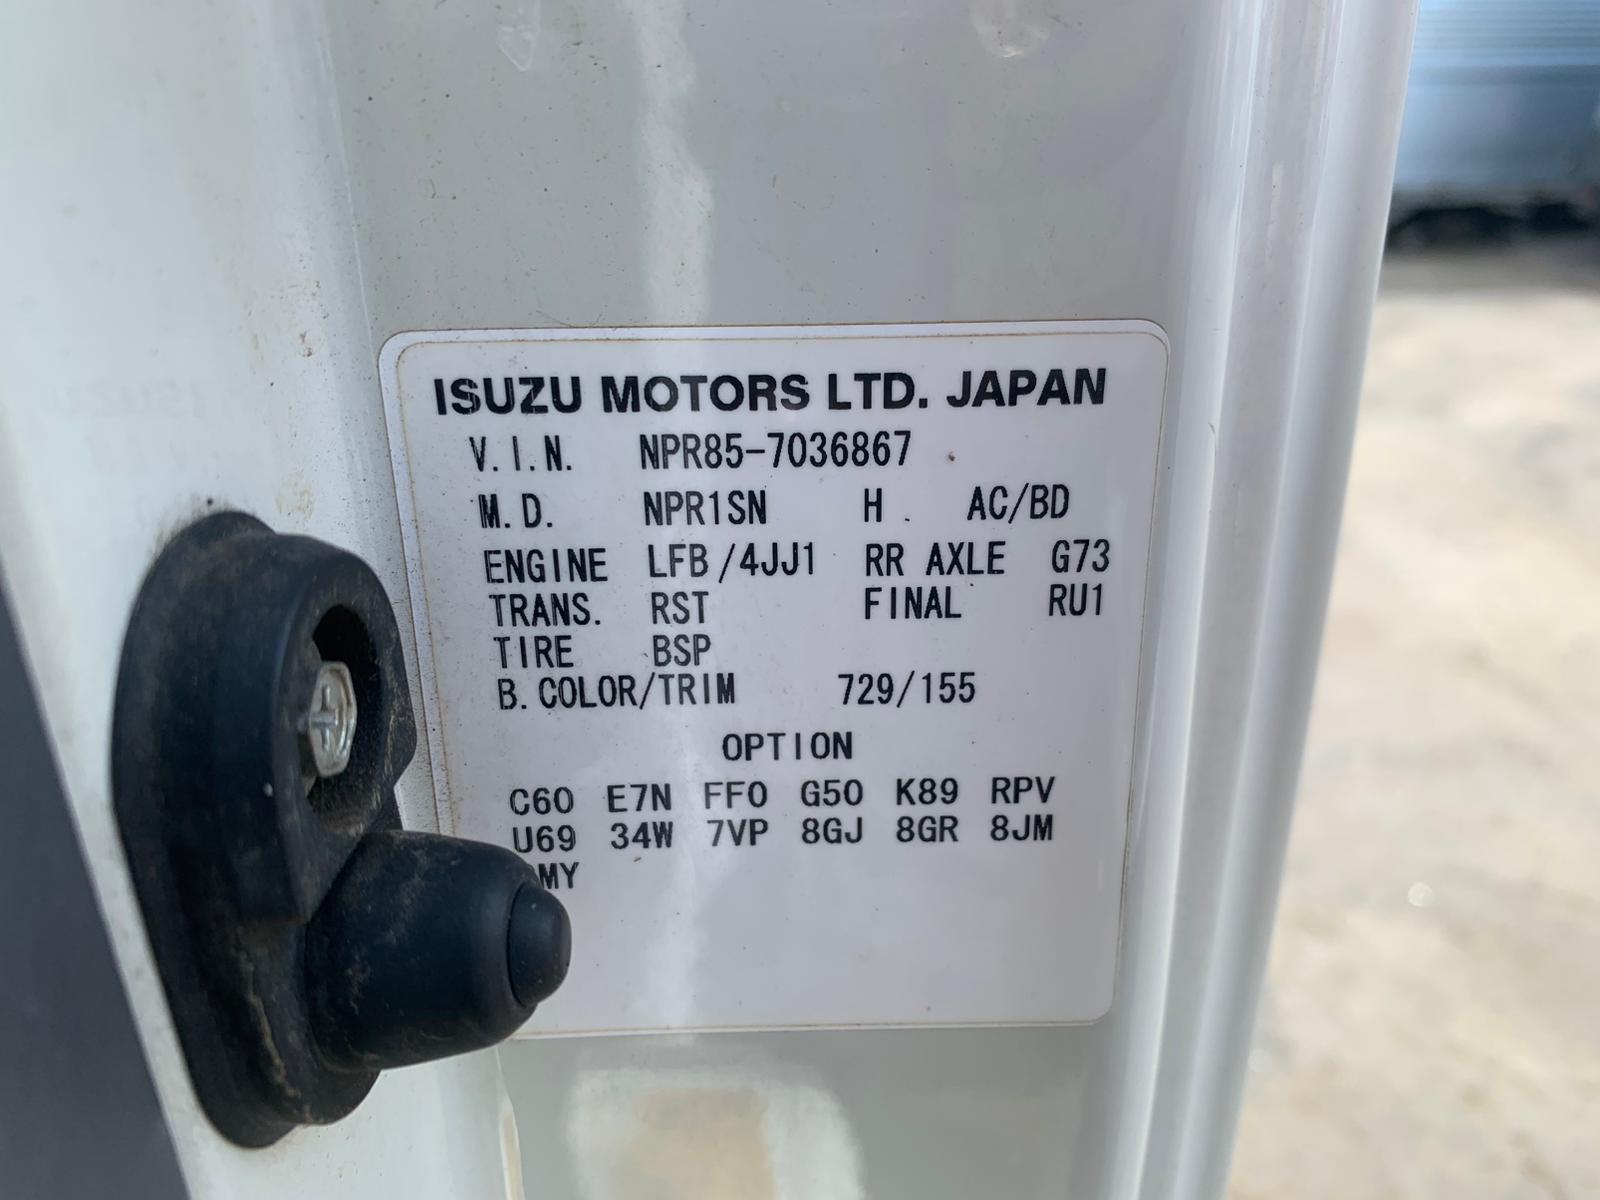 ISUZU MOTORS LTD. JAPAN
V.I.N. NPR85-7036867
M.D. NPR1SN H AC/BD
ENGINE LFB/4JJ1 RR AXLE G73
TRANS. RST FINAL RU1
TIRE BSP
B.COLOR/TRIM 729/155
OPTION
C60 E7N FF0 G50 K89 RPV
U69 34W 7VP 8GJ 8GR 8JM